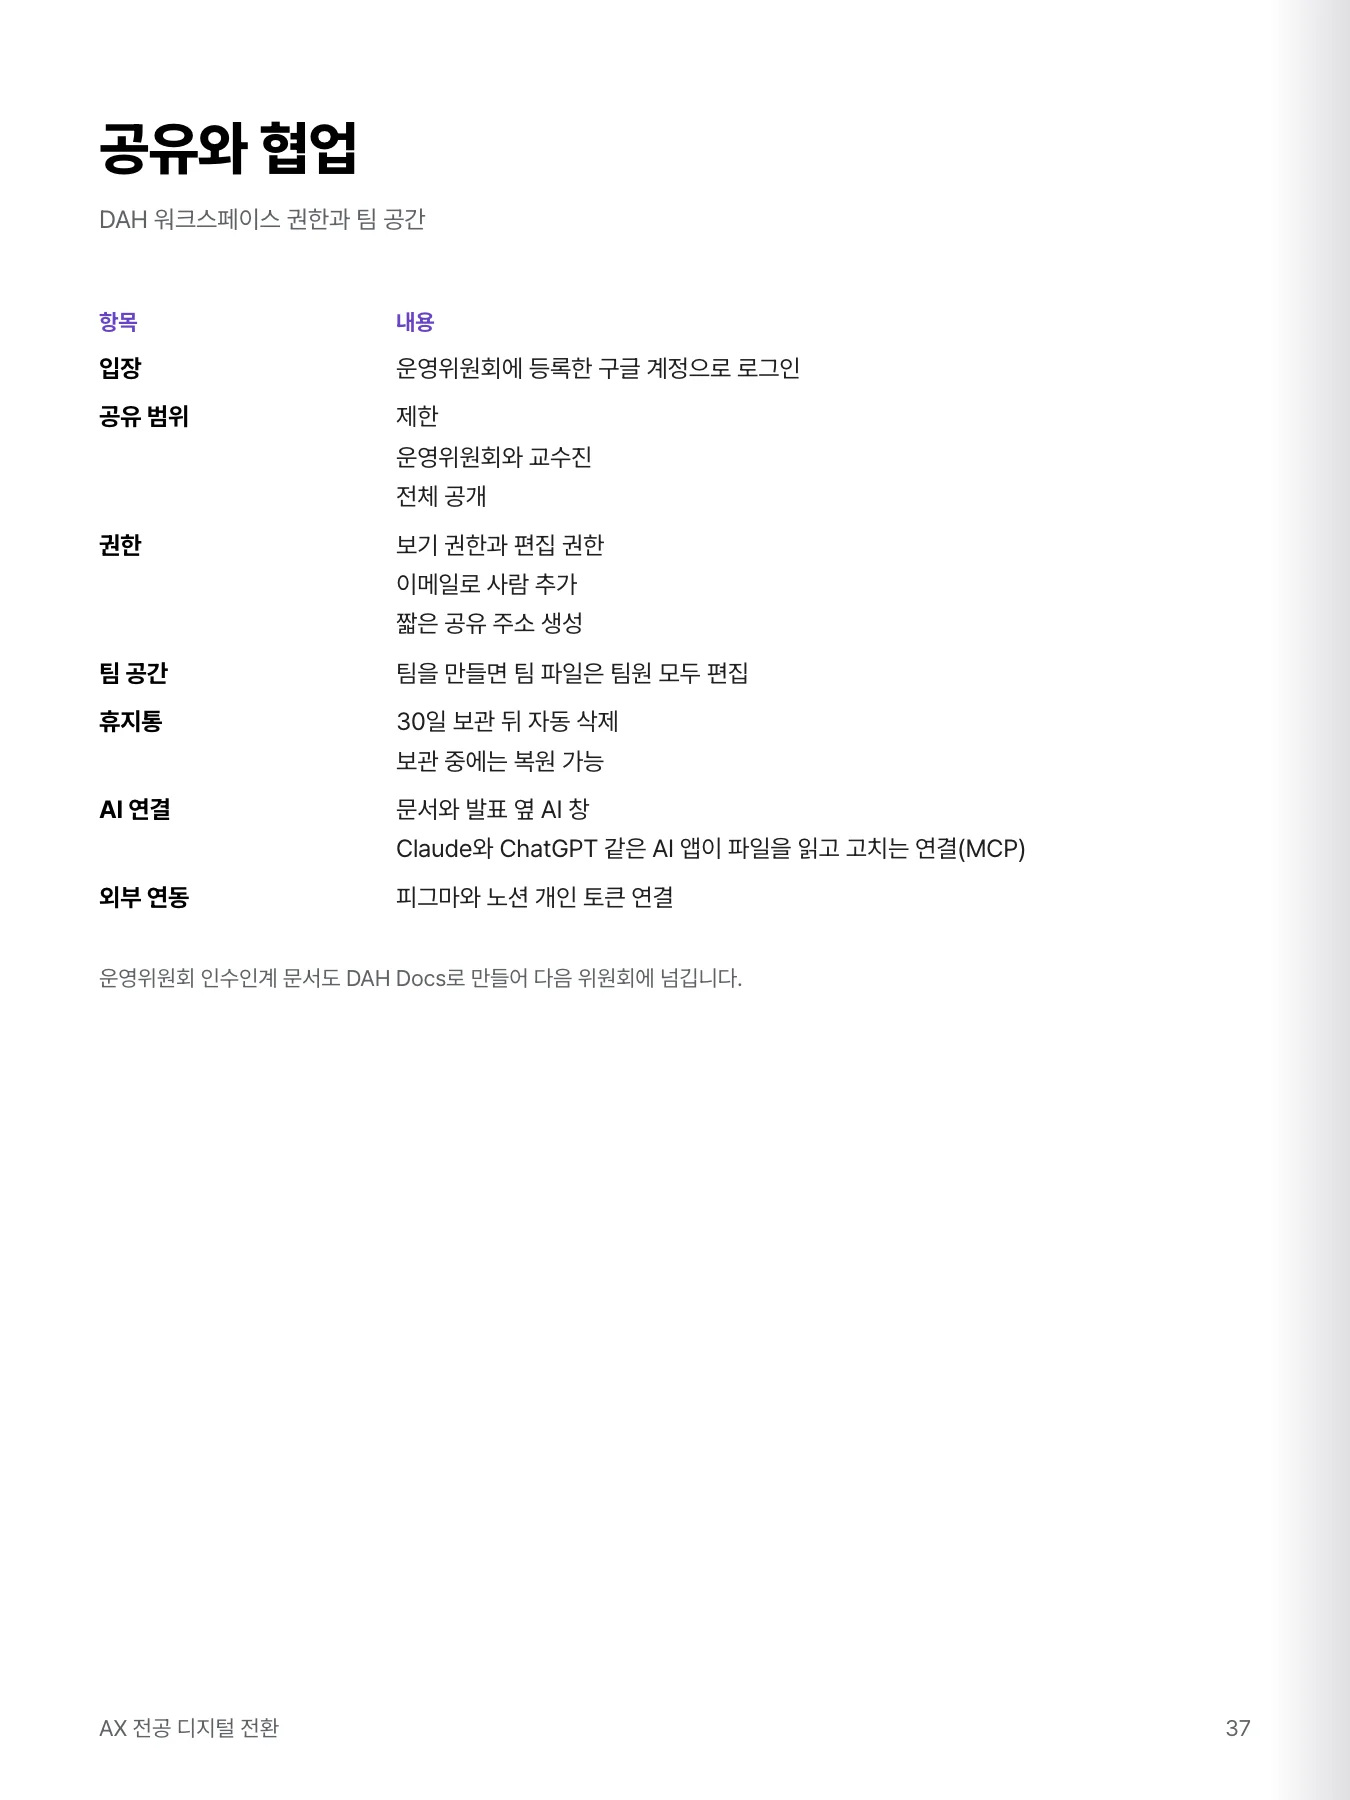 공유와 협업
DAH 워크스페이스 권한과 팀 공간
항목 내용
입장 운영위원회에 등록한 구글 계정으로 로그인
공유 범위 제한
운영위원회와 교수진
전체 공개
권한 보기 권한과 편집 권한
이메일로 사람 추가
짧은 공유 주소 생성
팀 공간 팀을 만들면 팀 파일은 팀원 모두 편집
휴지통 30일 보관 뒤 자동 삭제
보관 중에는 복원 가능
AI 연결 문서와 발표 옆 AI 창
Claude와 ChatGPT 같은 AI 앱이 파일을 읽고 고치는 연결(MCP)
외부 연동 피그마와 노션 개인 토큰 연결
운영위원회 인수인계 문서도 DAH Docs로 만들어 다음 위원회에 넘깁니다.
AX 전공 디지털 전환 37